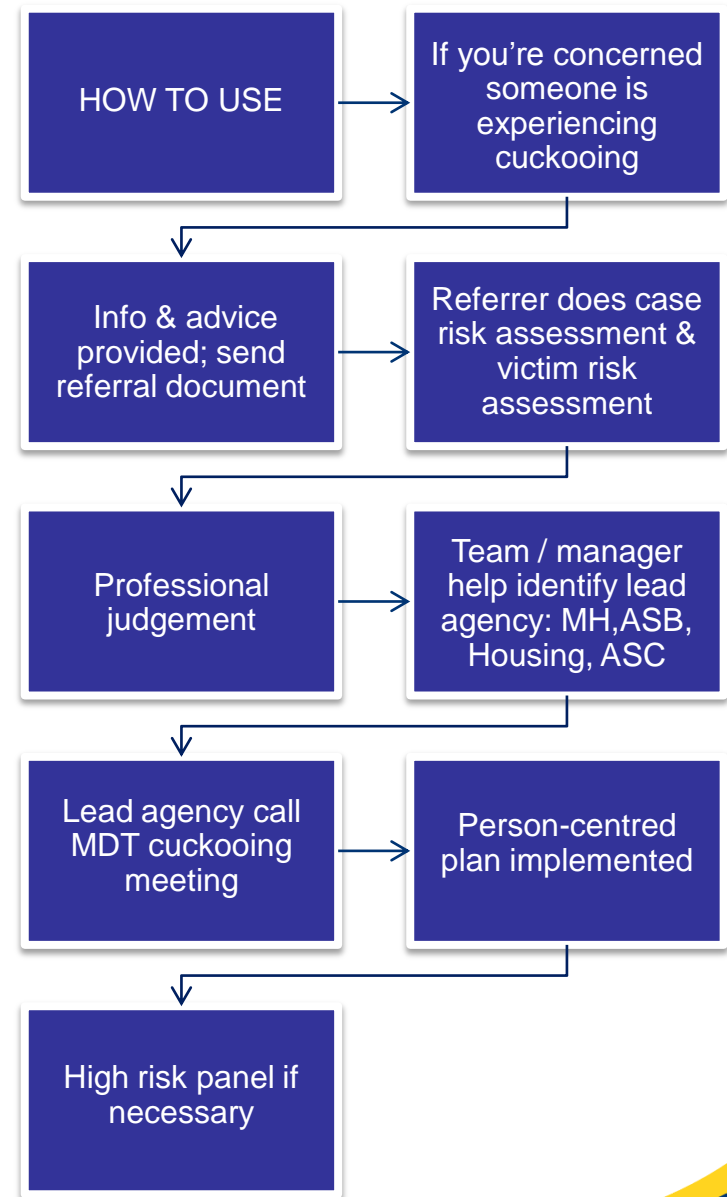 HOW TO USE
If you’re concerned
someone is
experiencing
cuckooing
Info & advice
provided; send
referral document
Referrer does case
risk assessment &
victim risk
assessment
Professional
judgement
Team / manager
help identify lead
agency: MH,ASB,
Housing, ASC
Lead agency call
MDT cuckooing
meeting
Person-centred
plan implemented
High risk panel if
necessary